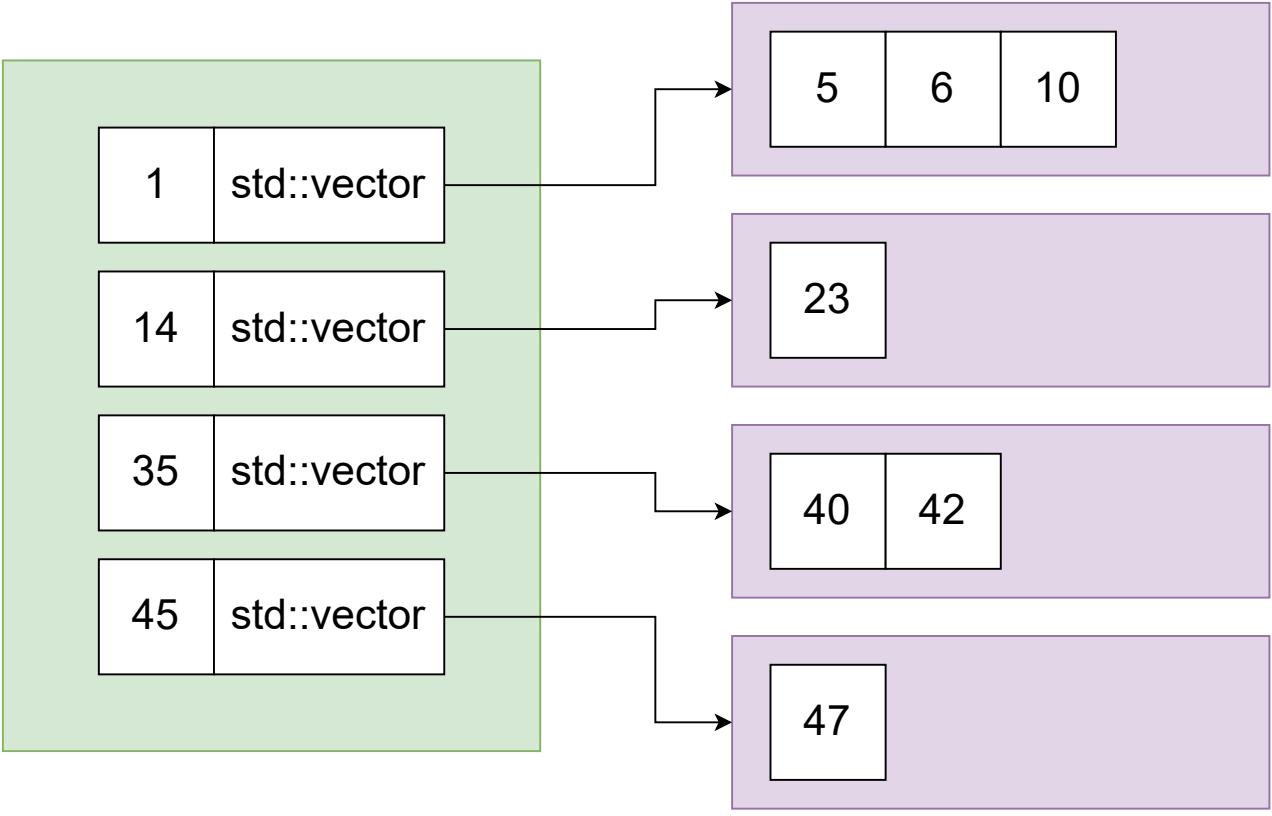 1 std::vector
5 6 10
14 std::vector
23
35 std::vector
40 42
45 std::vector
47